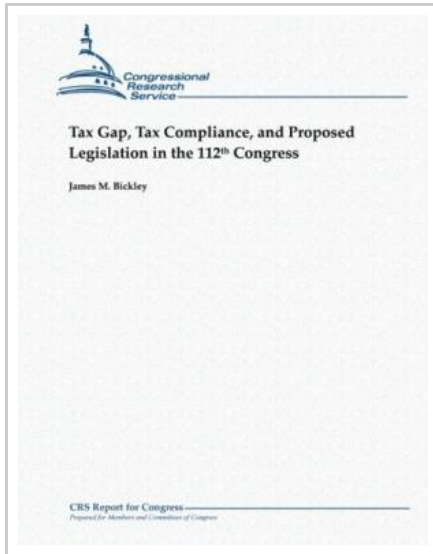 Congressional
Research
Service
Tax Gap, Tax Compliance, and Proposed
Legislation in the 112th Congress
James M. Bickley
CRS Report for Congress
Prepared for Members and Committees of Congress